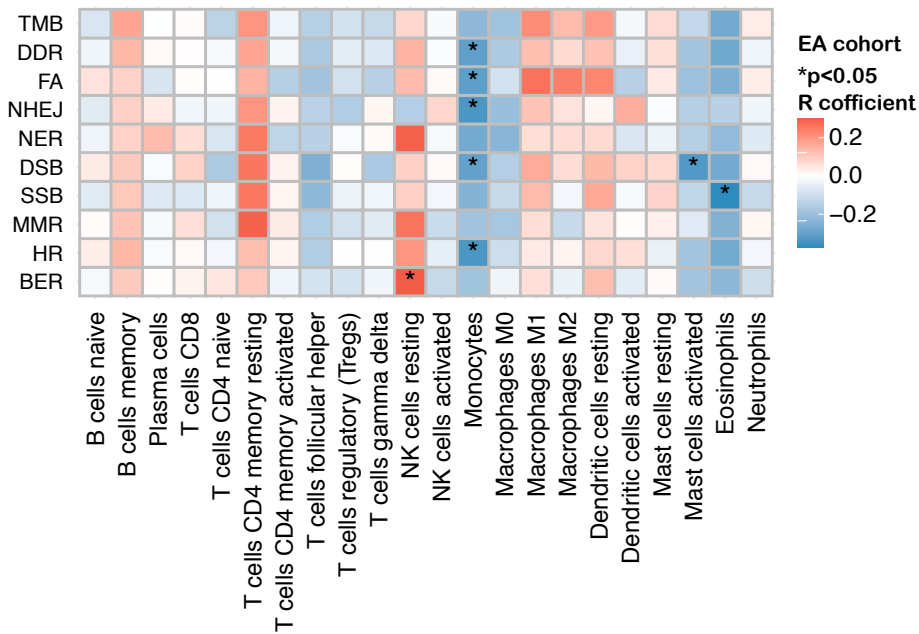 TMB
DDR
FA
NHEJ
NER
DSB
SSB
MMR
HR
BER
*
*
*
*
*
*
*
*
B cells naive
B cells memory
Plasma cells
T cells CD8
T cells CD4 naive
T cells CD4 memory resting
T cells CD4 memory activated
T cells follicular helper
T cells regulatory (Tregs)
T cells gamma delta
NK cells resting
NK cells activated
Monocytes
Macrophages M0
Macrophages M1
Macrophages M2
Dendritic cells resting
Dendritic cells activated
Mast cells resting
Mast cells activated
Eosinophils
Neutrophils
EA cohort
*p<0.05
R cofficient
0.2
0.0
−0.2